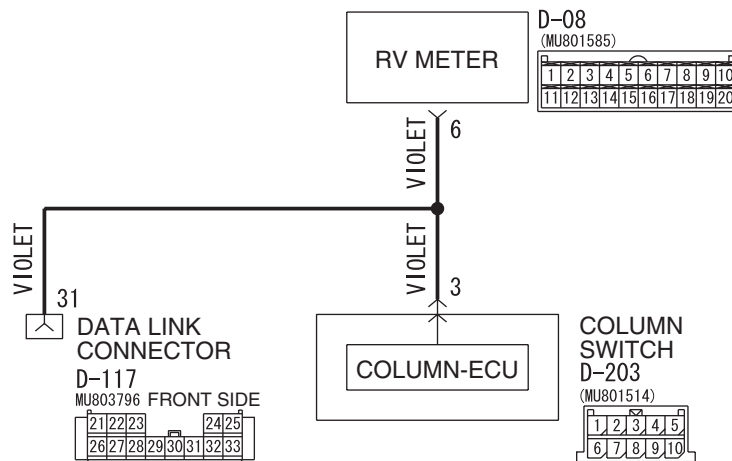 RV METER
D-08
(MU801585)
1 2 3 4 5 6 7 8 9 10
11 12 13 14 15 16 17 18 19 20
6
VIOLET
VIOLET
VIOLET
31
3
DATA LINK
CONNECTOR
D-117
MU803796 FRONT SIDE
21 22 23 24 25
26 27 28 29 30 31 32 33
COLUMN-ECU
COLUMN
SWITCH
D-203
(MU801514)
1 2 3 4 5
6 7 8 9 10